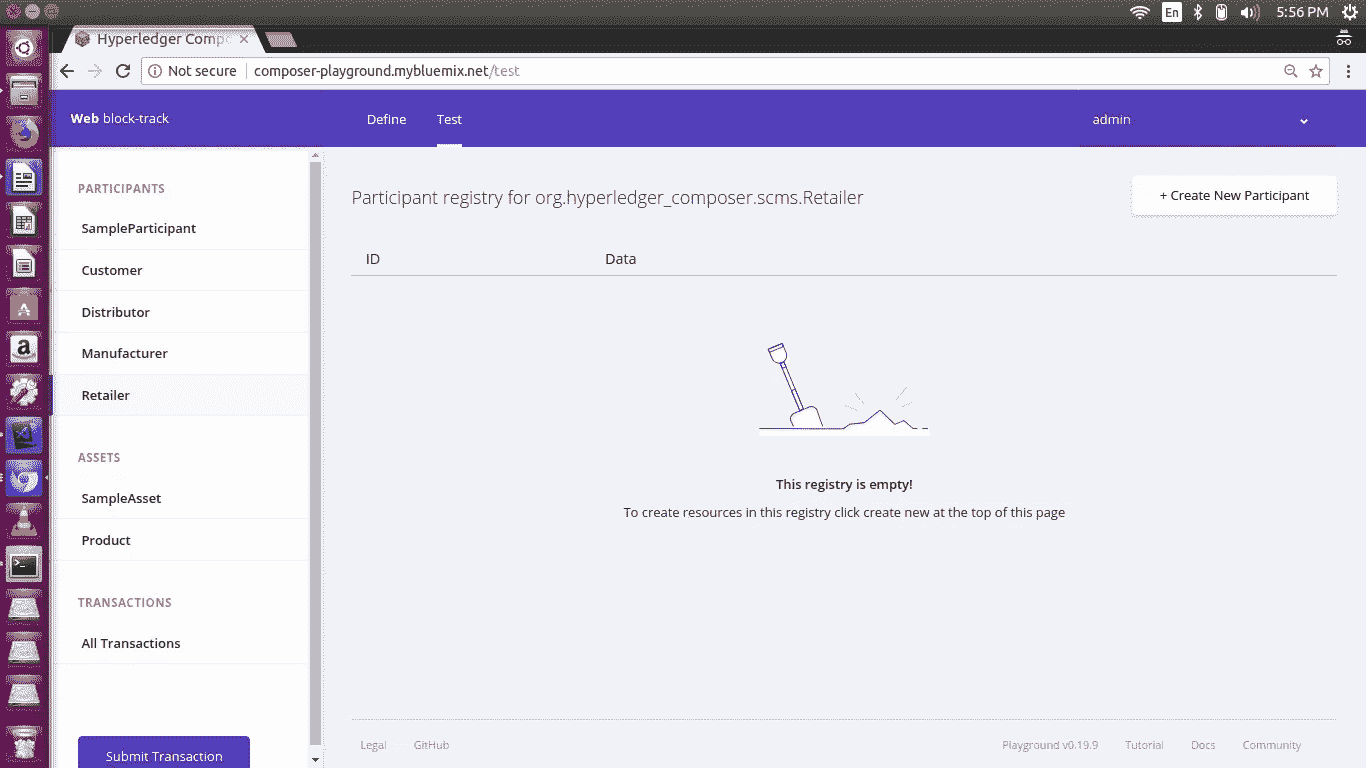 En
5:56 PM
Hyperledger Comp
Not secure
composer-playground.mybluemix.net/test
Web block-track
Define
Test
admin
PARTICIPANTS
SampleParticipant
Customer
Distributor
Manufacturer
Retailer
ASSETS
SampleAsset
Product
TRANSACTIONS
All Transactions
Submit Transaction
Participant registry for org.hyperledger_composer.scms.Retailer
+ Create New Participant
ID
Data
This registry is empty!
To create resources in this registry click create new at the top of this page
Legal
GitHub
Playground v0.19.9
Tutorial
Docs
Community